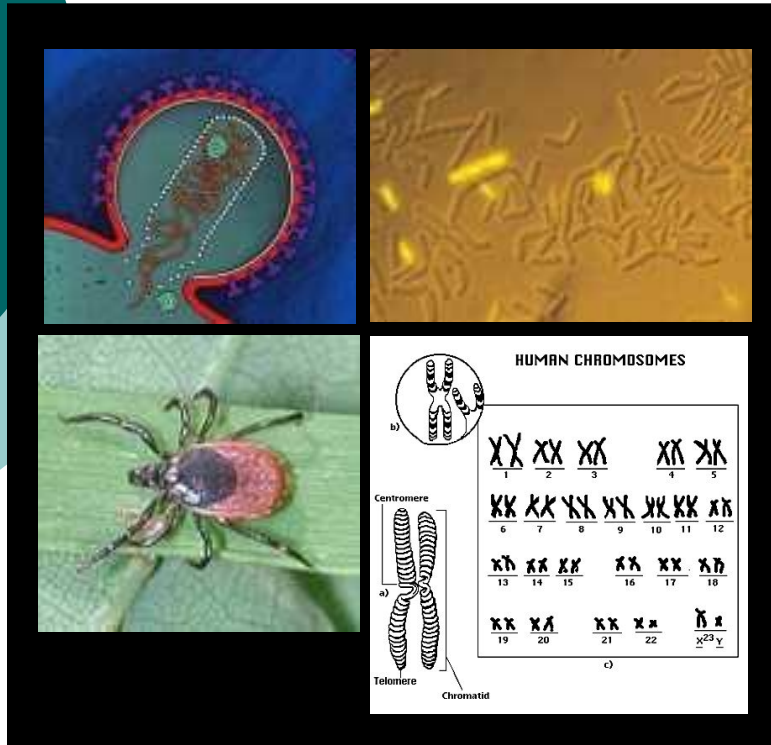 HUMAN CHROMOSOMES
b)
1 2 3 4 5
Centromere
6 7 8 9 10 11 12
a)
13 14 15 16 17 18
19 20 21 22 X 23 Y
c)
Telomere
Chromatid